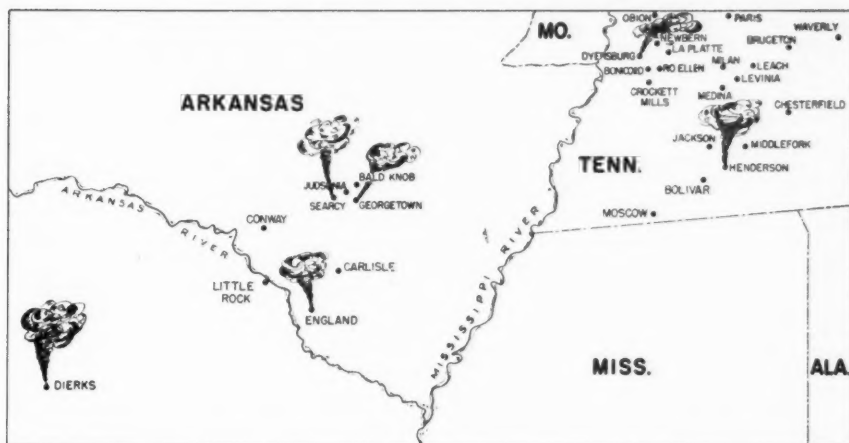 MO.
OBION
PARIS
WAVERLY
NEWBERN
BRUCETON
LA PLATTE
DYERSBURG
BONICORD
RO ELLEN
MILAN
LEACH
LEVINIA
CROCKETT
MILLS
MEDINA
CHESTERFIELD
ARKANSAS
JACKSON
MIDDLEFORK
TENN.
HENDERSON
BOLIVAR
MOSCOW
BALD KNOB
JUDSONIA
SEARCY
GEORGETOWN
ARKANSAS
RIVER
CONWAY
CARLISLE
LITTLE
ROCK
ENGLAND
MISSISSIPPI RIVER
DIERKS
MISS.
ALA.